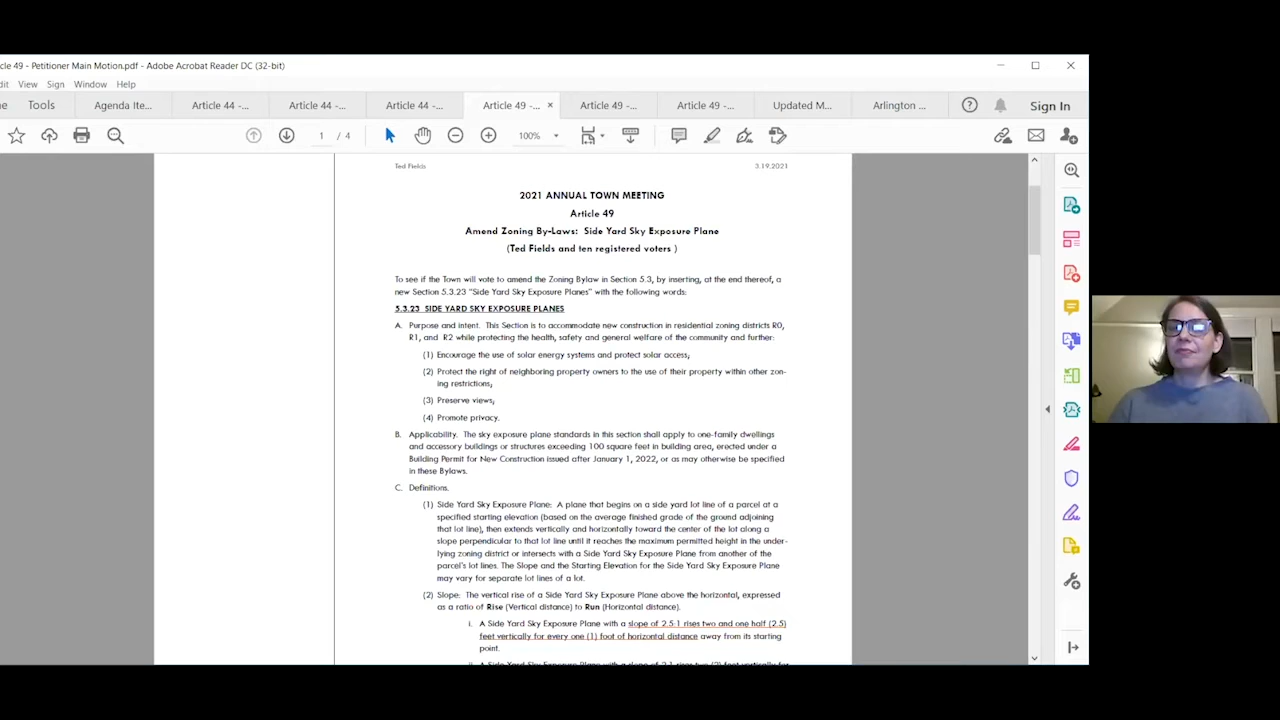 cle 49 - Petitioner Main Motion.pdf - Adobe Acrobat Reader DC (32-bit)
dit View Sign Window Help
ne Tools Agenda Ite... Article 44 -... Article 44 -... Article 44 -... Article 49 -... × Article 49 -... Article 49 -... Updated M... Arlington ... Sign In
1 / 4 100%
Ted Fields 3.19.2021
2021 ANNUAL TOWN MEETING
Article 49
Amend Zoning By-Laws: Side Yard Sky Exposure Plane
(Ted Fields and ten registered voters )
To see if the Town will vote to amend the Zoning Bylaw in Section 5.3, by inserting, at the end thereof, a
new Section 5.3.23 "Side Yard Sky Exposure Planes" with the following words:
5.3.23 SIDE YARD SKY EXPOSURE PLANES
A. Purpose and intent. This Section is to accommodate new construction in residential zoning districts R0,
R1, and R2 while protecting the health, safety and general welfare of the community and further:
(1) Encourage the use of solar energy systems and protect solar access;
(2) Protect the right of neighboring property owners to the use of their property within other zon-
ing restrictions;
(3) Preserve views;
(4) Promote privacy.
B. Applicability. The sky exposure plane standards in this section shall apply to one-family dwellings
and accessory buildings or structures exceeding 100 square feet in building area, erected under a
Building Permit for New Construction issued after January 1, 2022, or as may otherwise be specified
in these Bylaws.
C. Definitions.
(1) Side Yard Sky Exposure Plane: A plane that begins on a side yard lot line of a parcel at a
specified starting elevation (based on the average finished grade of the ground adjoining
that lot line), then extends vertically and horizontally toward the center of the lot along a
slope perpendicular to that lot line until it reaches the maximum permitted height in the under-
lying zoning district or intersects with a Side Yard Sky Exposure Plane from another of the
parcel's lot lines. The Slope and the Starting Elevation for the Side Yard Sky Exposure Plane
may vary for separate lot lines of a lot.
(2) Slope: The vertical rise of a Side Yard Sky Exposure Plane above the horizontal, expressed
as a ratio of Rise (Vertical distance) to Run (Horizontal distance).
i. A Side Yard Sky Exposure Plane with a slope of 2.5:1 rises two and one half (2.5)
feet vertically for every one (1) foot of horizontal distance away from its starting
point.
ii. A Side Yard Sky Exposure Plane with a slope of 2:1 rises two (2) feet vertically for